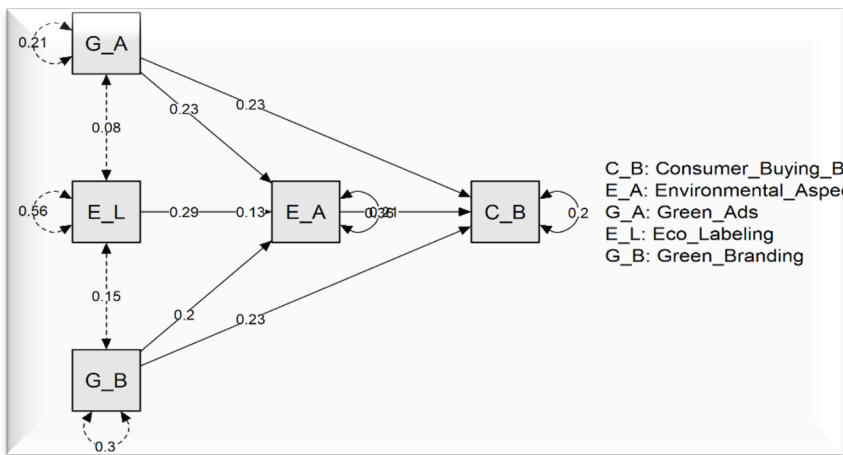 0.21
G_A
0.23
0.23
0.08
0.56
E_L
0.29
0.13
E_A
C_B
0.2
0.15
0.2
0.23
G_B
0.3
C_B: Consumer_Buying_B
E_A: Environmental_Aspe
G_A: Green_Ads
E_L: Eco_Labeling
G_B: Green_Branding